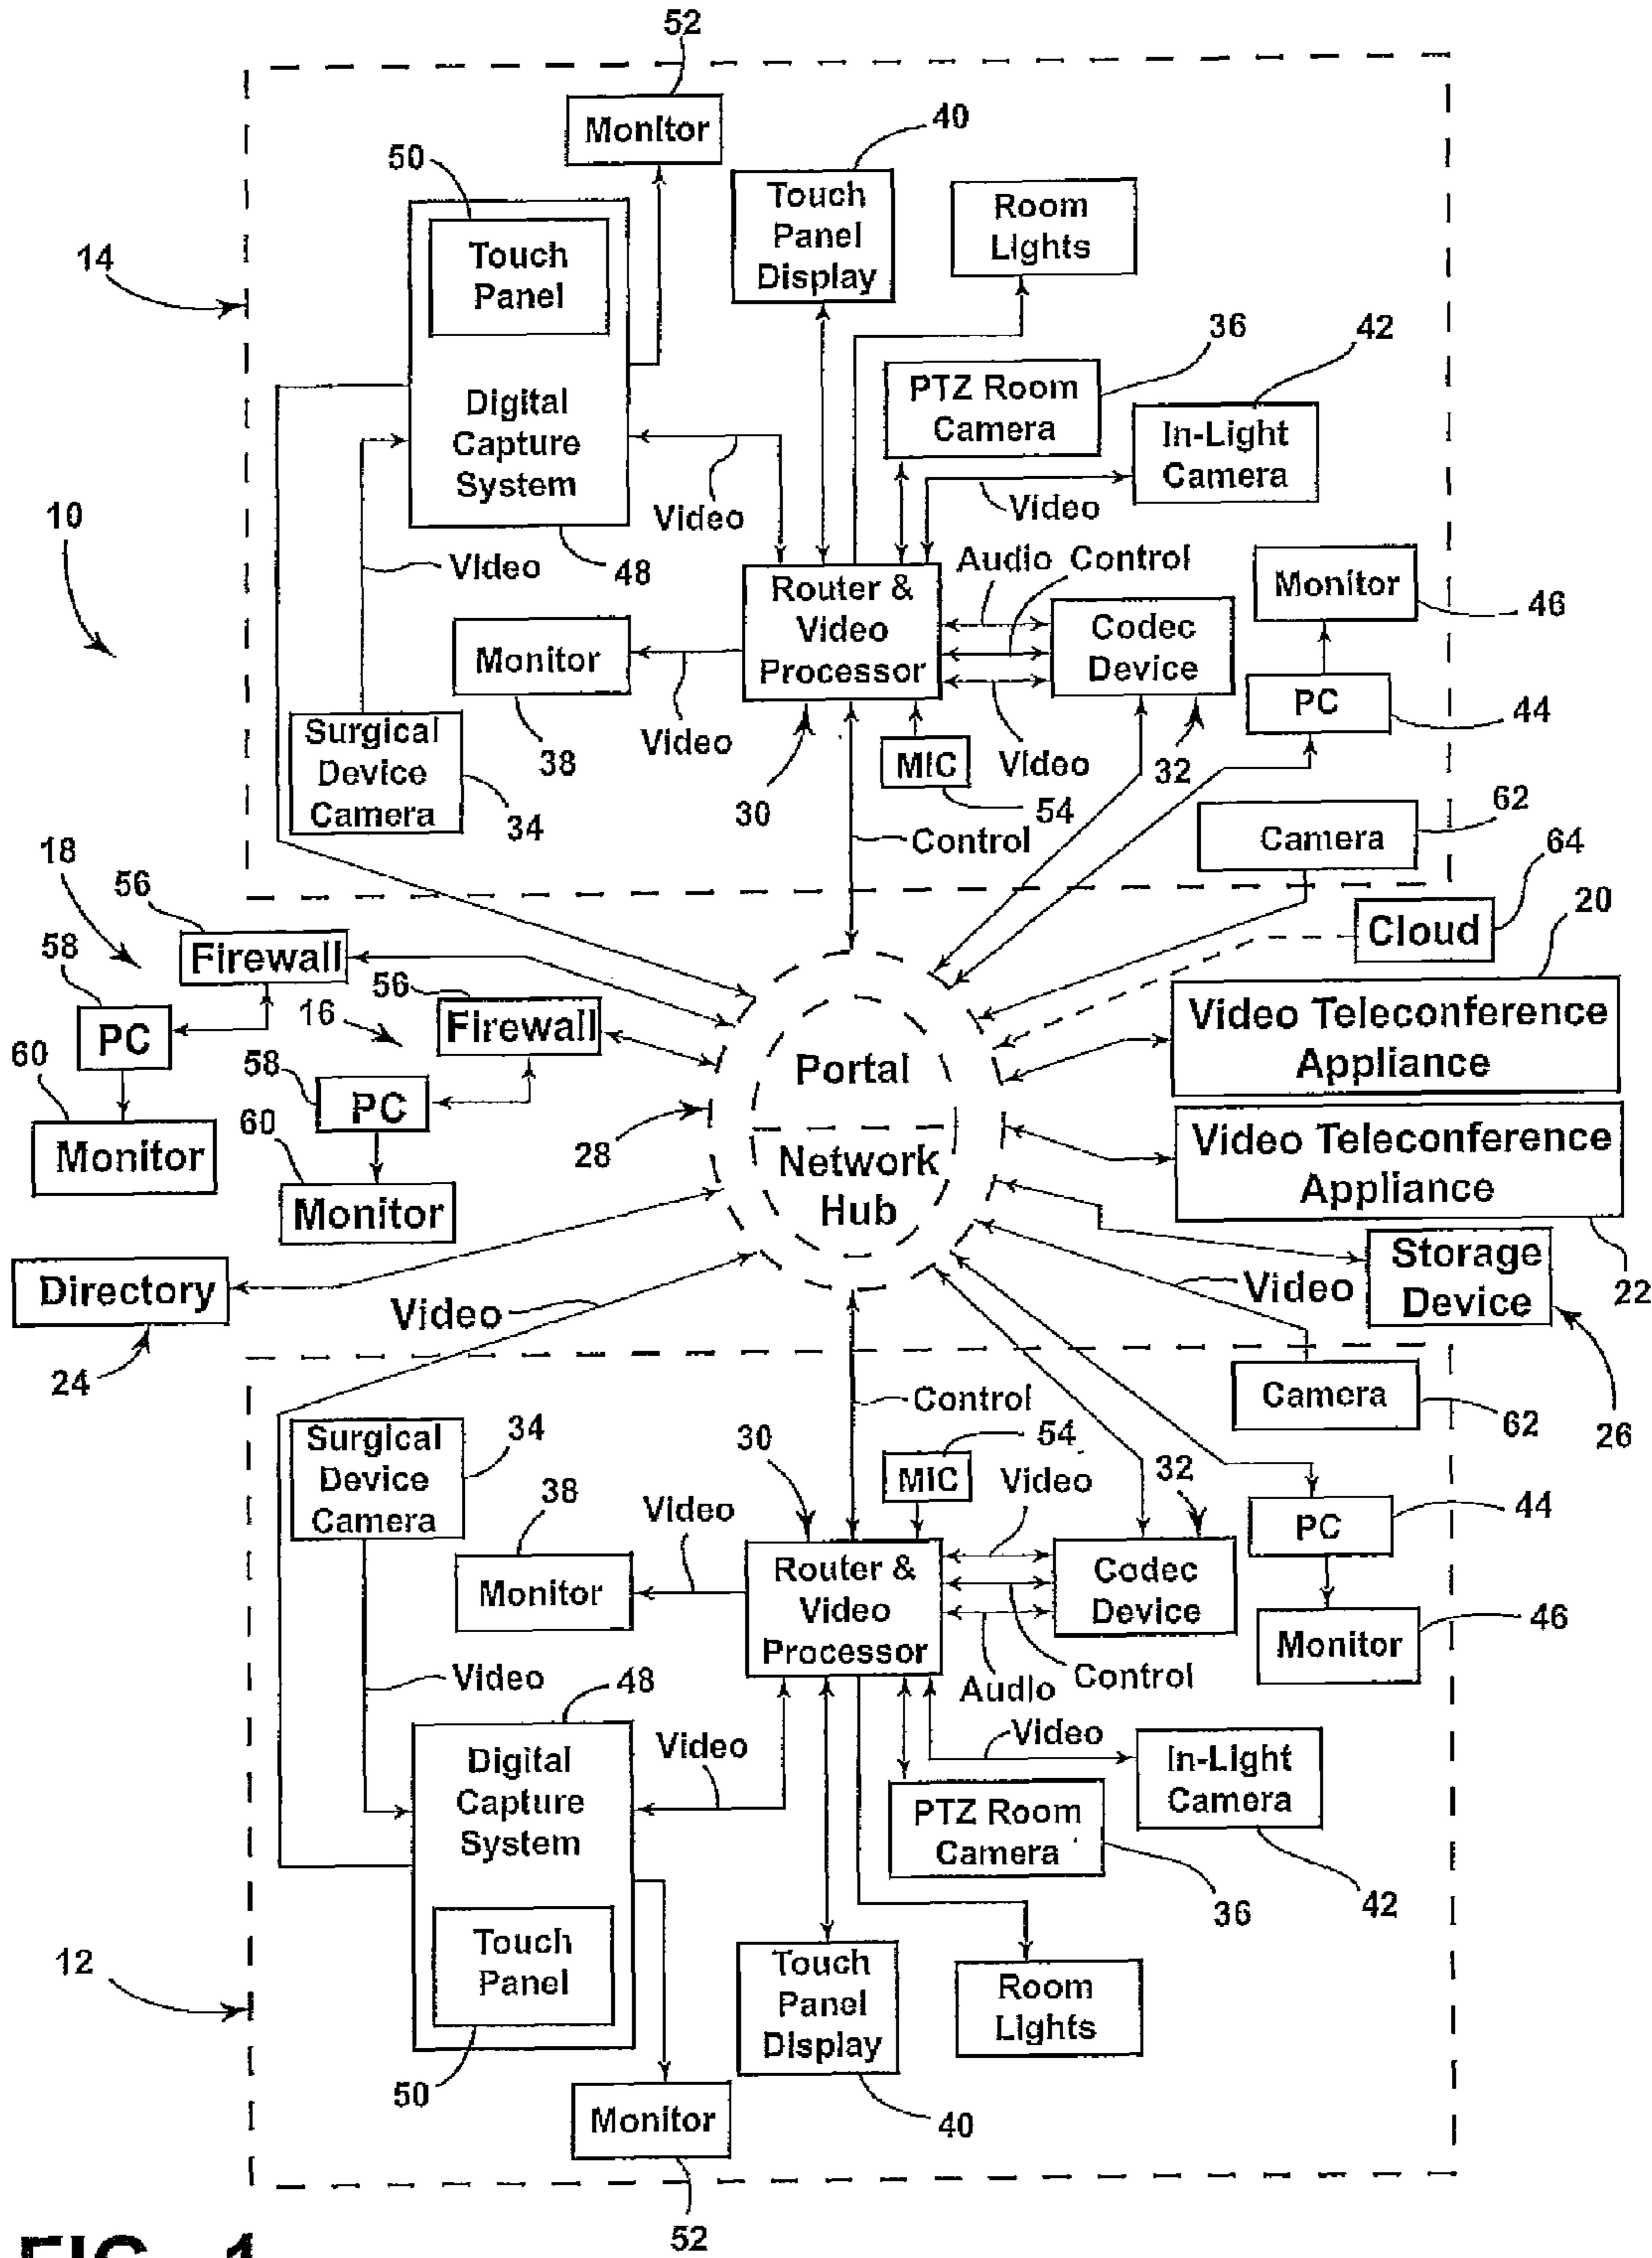 52
Monitor
40
50
Touch
Panel
Touch
Panel
Display
Room
Lights
14
36
42
PTZ Room
Camera
In-Light
Camera
Digital
Capture
System
Video
Video
10
Video
48
Audio Control
Router &
Video
Processor
Codec
Device
Monitor
46
Monitor
38
Video
PC
44
Surgical
Device
Camera
34
MIC
Video
32
30
54
Control
Camera
62
64
18
56
Firewall
Cloud
20
58
PC
56
Firewall
16
Video Teleconference
Appliance
60
58
PC
Portal
Monitor
60
Monitor
28
Network
Hub
Video Teleconference
Appliance
22
Directory
24
Video
Video
Storage
Device
26
Camera
62
Control
Surgical
Device
Camera
34
30
54
MIC
Video
32
38
Video
PC
44
Monitor
Router &
Video
Processor
Codec
Device
Monitor
46
Video
48
Audio
Control
Video
Digital
Capture
System
Video
In-Light
Camera
PTZ Room
Camera
36
42
12
Touch
Panel
50
Touch
Panel
Display
40
Room
Lights
Monitor
52
FIG. 1